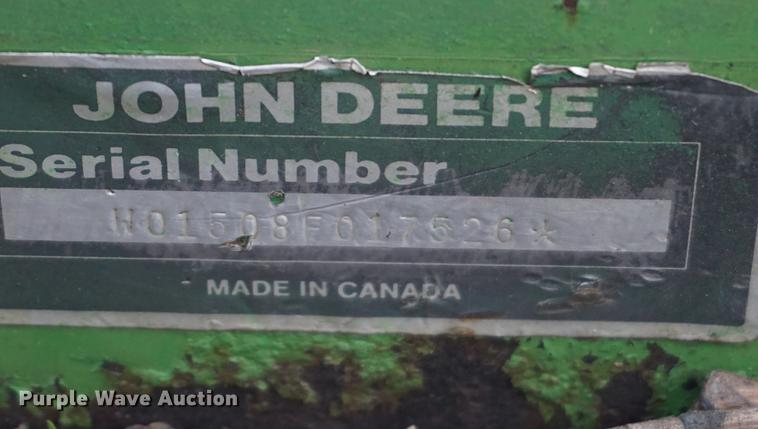 JOHN DEERE
Serial Number
W01508F017526*
MADE IN CANADA
Purple Wave Auction